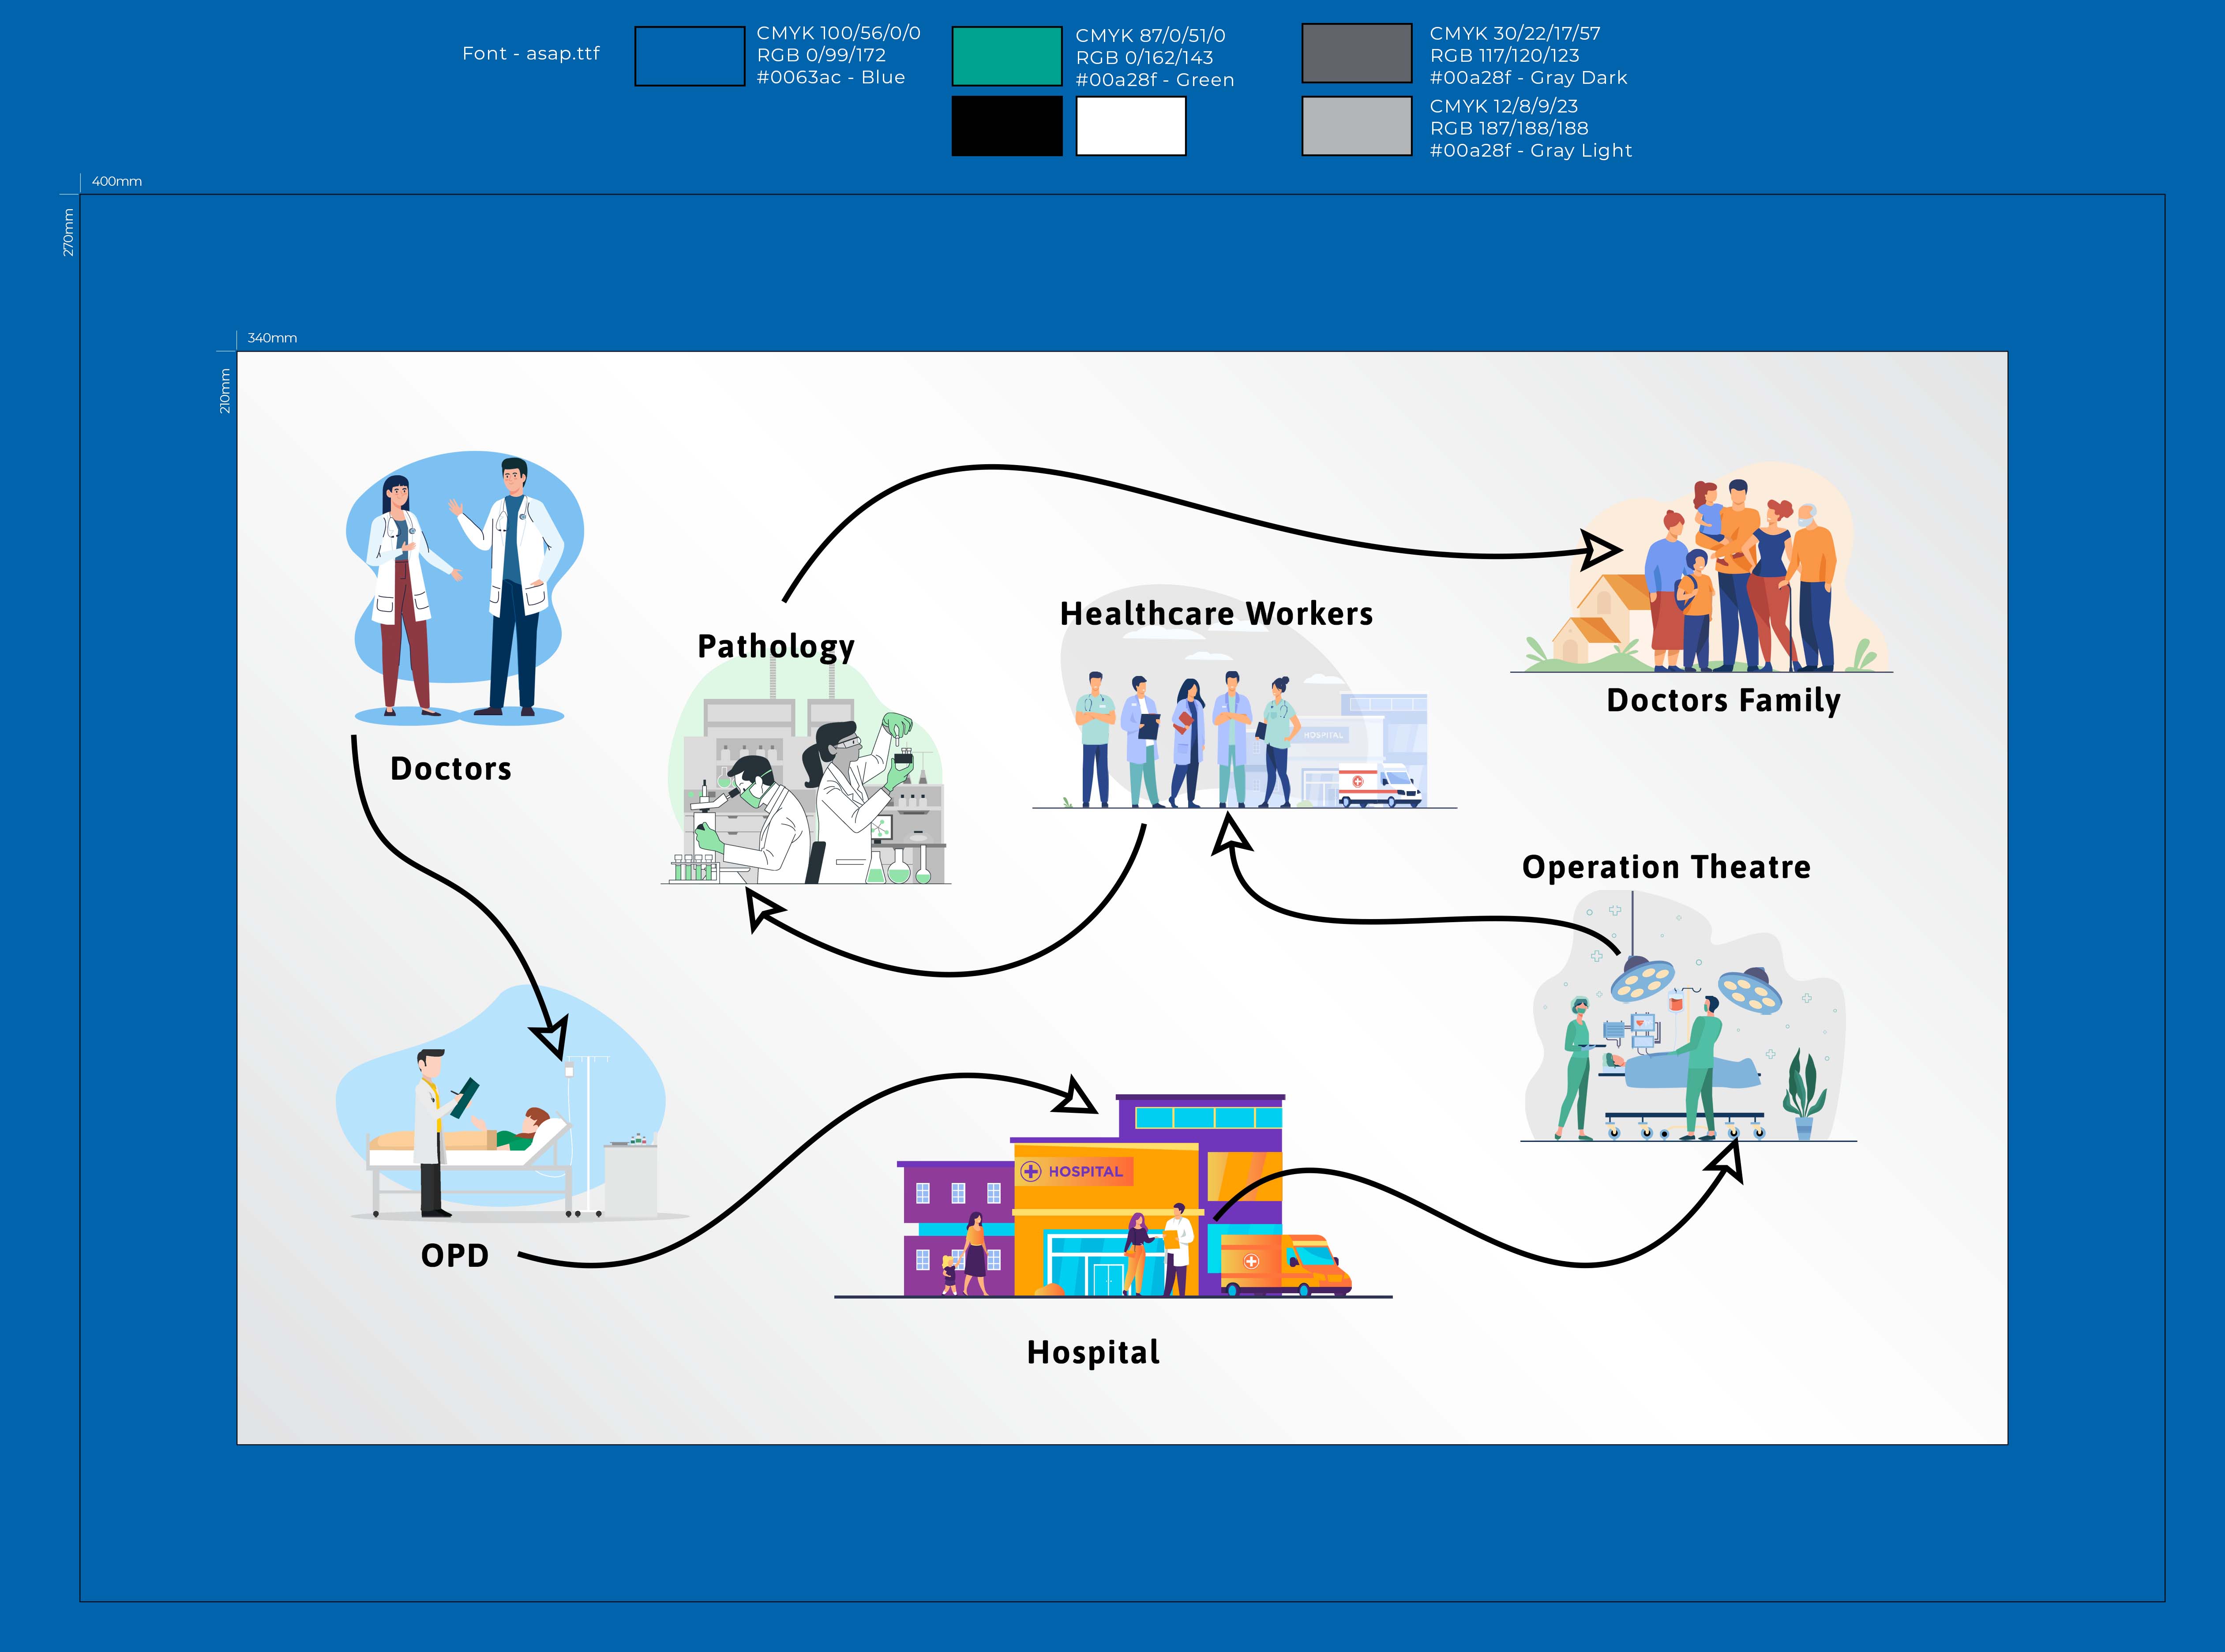 Font - asap.ttf
CMYK 100/56/0/0
RGB 0/99/172
#0063ac - Blue
CMYK 87/0/51/0
RGB 0/162/143
#00a28f - Green
CMYK 30/22/17/57
RGB 117/120/123
#00a28f - Gray Dark
CMYK 12/8/9/23
RGB 187/188/188
#00a28f - Gray Light
400mm
270mm
340mm
210mm
Healthcare Workers
Pathology
Doctors Family
HOSPITAL
Doctors
Operation Theatre
HOSPITAL
OPD
Hospital